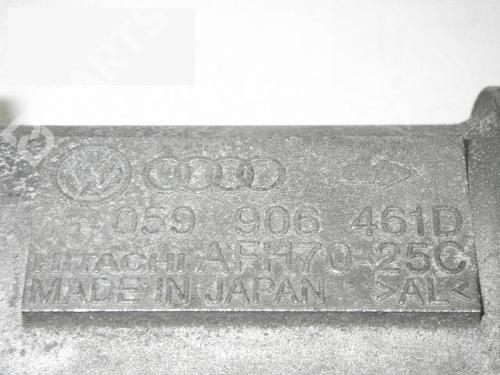 059 906 461D
HITACHI AFH70-25C
MADE IN JAPAN >AL<